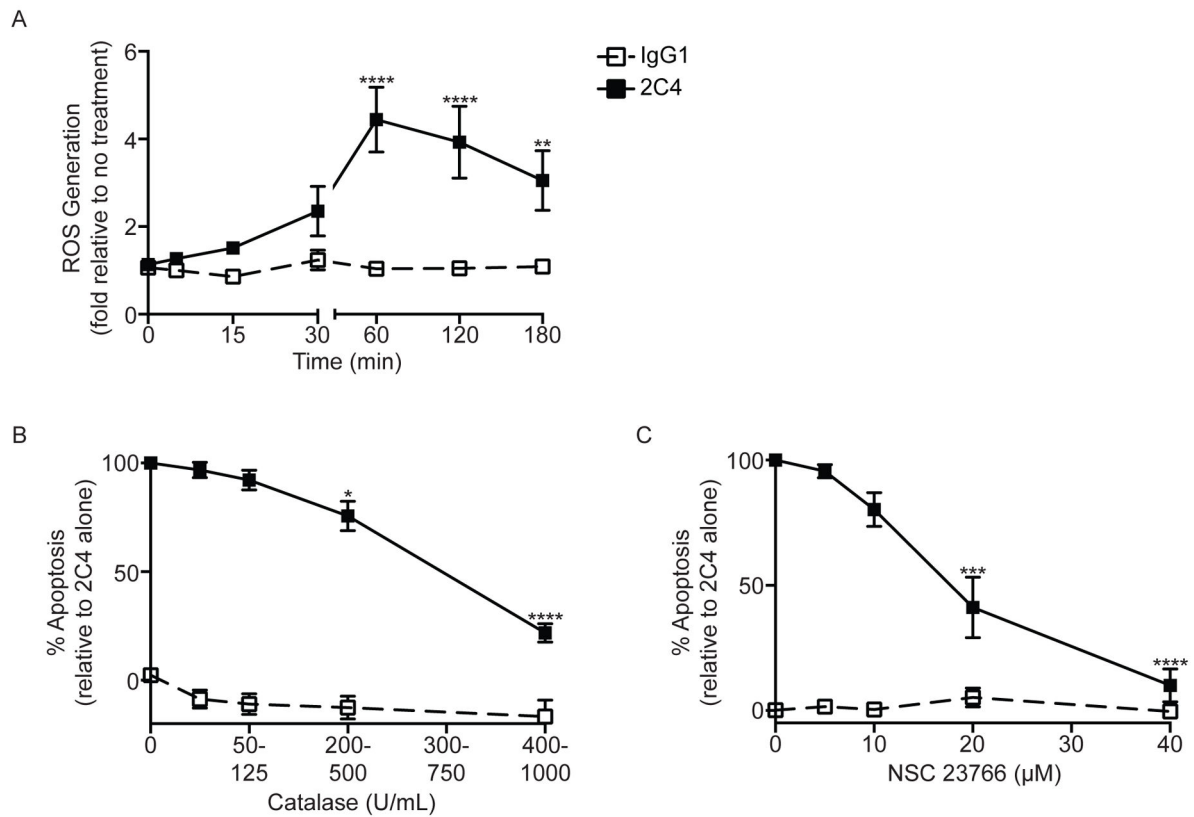 A
ROS Generation
(fold relative to no treatment)
6
4
2
0
**** **** **
0 15 30 60 120 180
Time (min)
IgG1
2C4
B
% Apoptosis
(relative to 2C4 alone)
100
50
0
* ****
0 50- 200- 300- 400-
125 500 750 1000
Catalase (U/mL)
C
% Apoptosis
(relative to 2C4 alone)
100
50
0
*** ****
0 10 20 30 40
NSC 23766 (µM)